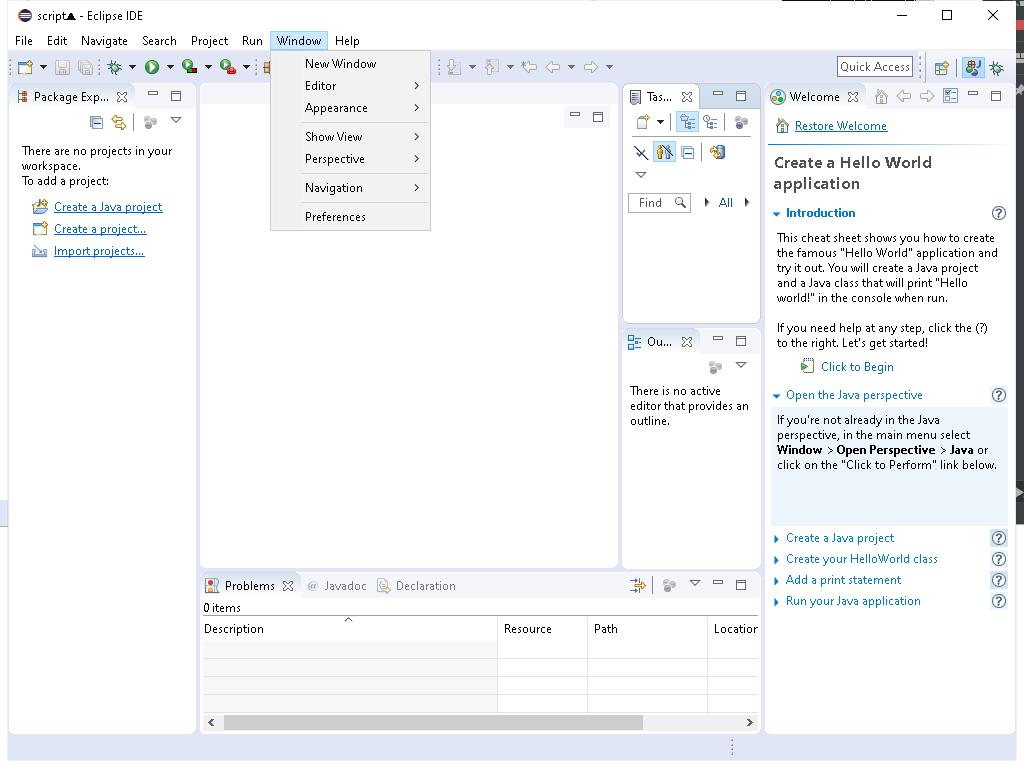 script▲ - Eclipse IDE
File Edit Navigate Search Project Run Window Help
Quick Access
New Window
Editor
Appearance
Show View
Perspective
Navigation
Preferences
Package Exp...
There are no projects in your
workspace.
To add a project:
Create a Java project
Create a project...
Import projects...
Tas...
Find
All
Ou...
There is no active
editor that provides an
outline.
Welcome
Restore Welcome
Create a Hello World
application
Introduction
This cheat sheet shows you how to create
the famous "Hello World" application and
try it out. You will create a Java project
and a Java class that will print "Hello
world!" in the console when run.
If you need help at any step, click the (?)
to the right. Let's get started!
Click to Begin
Open the Java perspective
If you're not already in the Java
perspective, in the main menu select
Window > Open Perspective > Java or
click on the "Click to Perform" link below.
Create a Java project
Create your HelloWorld class
Add a print statement
Run your Java application
Problems @ Javadoc Declaration
0 items
Description Resource Path Location